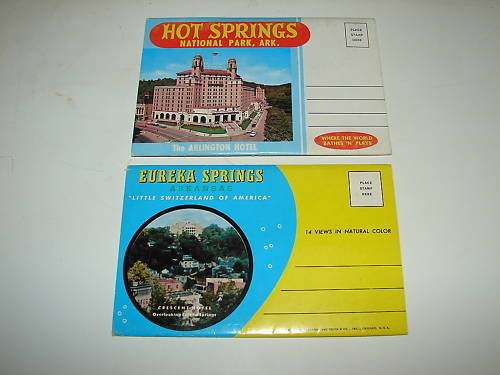 HOT SPRINGS
NATIONAL PARK, ARK.
PLACE
STAMP
HERE
The ARLINGTON HOTEL
WHERE THE WORLD
BATHES 'N' PLAYS
EUREKA SPRINGS
ARKANSAS
"LITTLE SWITZERLAND OF AMERICA"
PLACE
STAMP
HERE
14 VIEWS IN NATURAL COLOR
CRESCENT HOTEL
Overlooking Eureka Springs
CHICAGO, U.S.A.